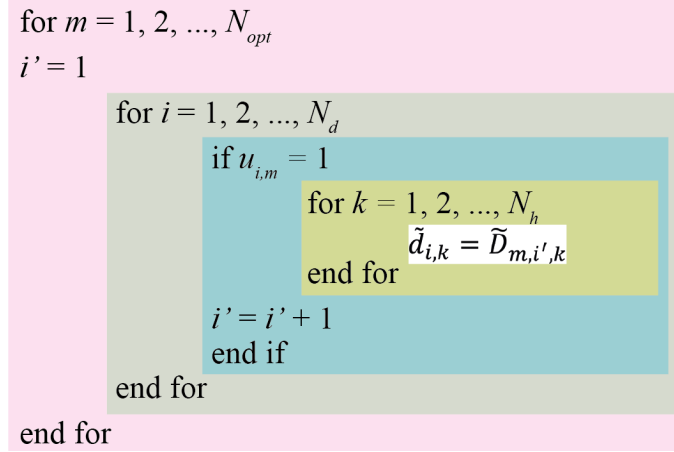 for m = 1, 2, ..., N_opt
i’ = 1
for i = 1, 2, ..., N_d
if u_i,m = 1
for k = 1, 2, ..., N_h
d̃_i,k = D̃_m,i′,k
end for
i’ = i’ + 1
end if
end for
end for